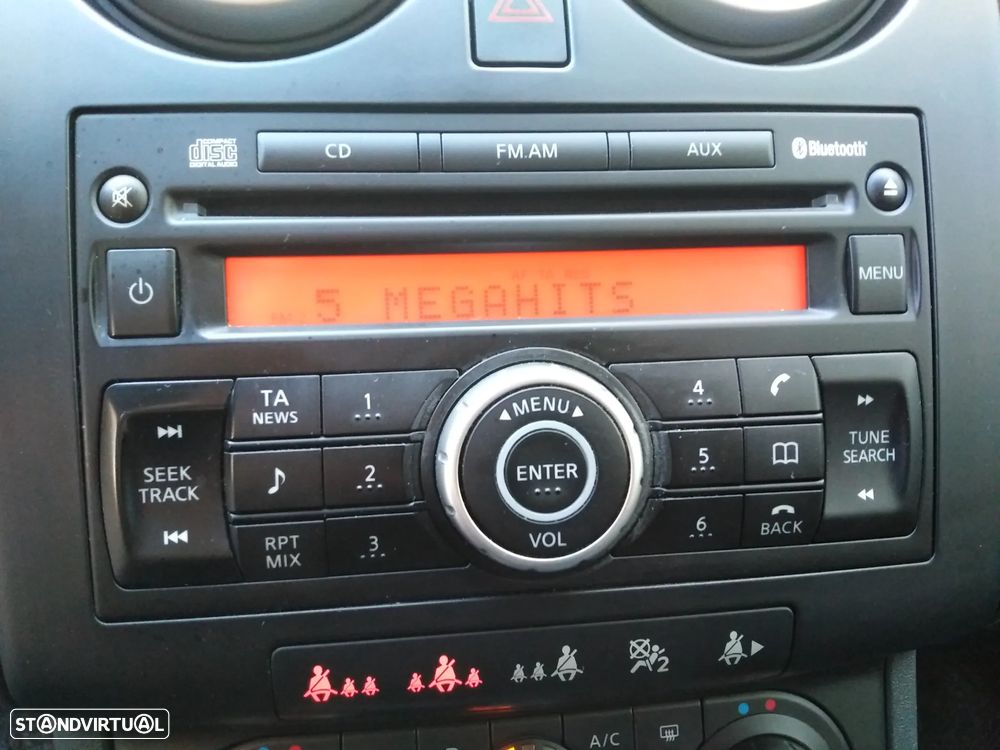 COMPACT
disc
DIGITAL AUDIO
CD
FM.AM
AUX
Bluetooth
MENU
5 MEGAHITS
TA
NEWS
1
4
MENU
SEEK
TRACK
2
ENTER
5
TUNE
SEARCH
RPT
MIX
3
VOL
6
BACK
2
A/C
STANDVIRTUAL